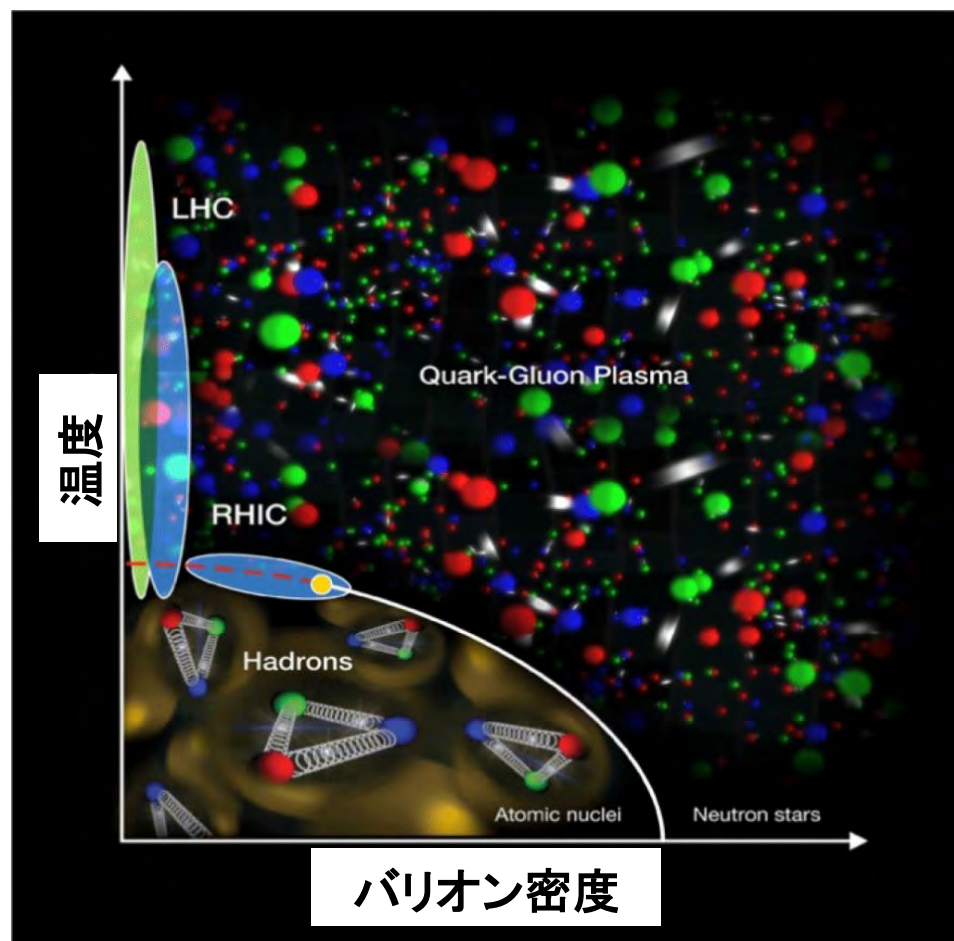 LHC
Quark-Gluon Plasma
温度
RHIC
Hadrons
Atomic nuclei
Neutron stars
バリオン密度